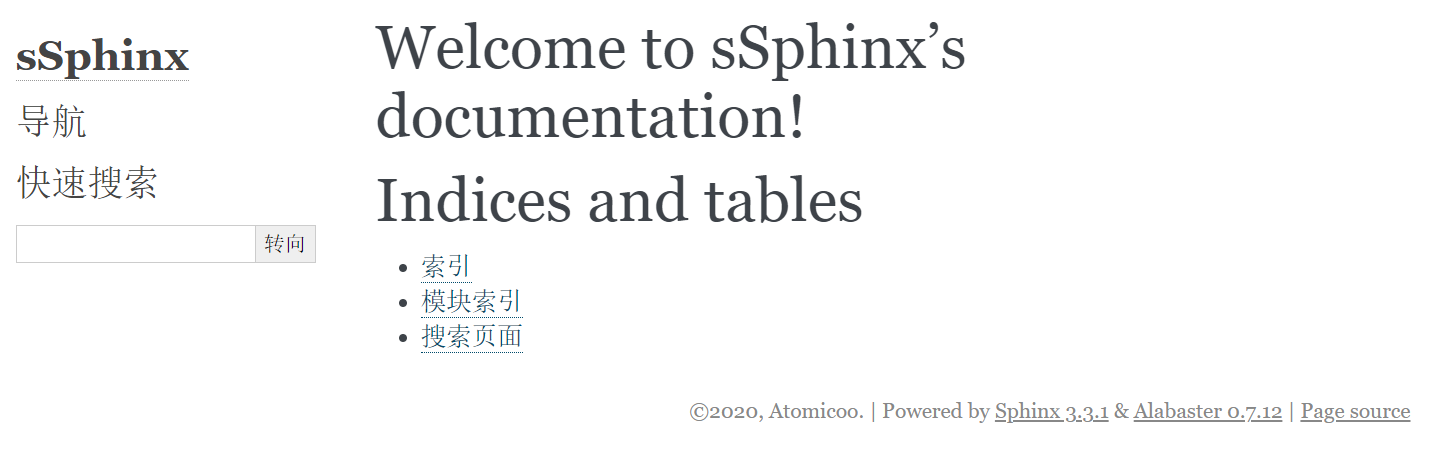 sSphinx
导航
快速搜索
转向
Welcome to sSphinx’s
documentation!
Indices and tables
索引
模块索引
搜索页面
©2020, Atomicoo. | Powered by Sphinx 3.3.1 & Alabaster 0.7.12 | Page source